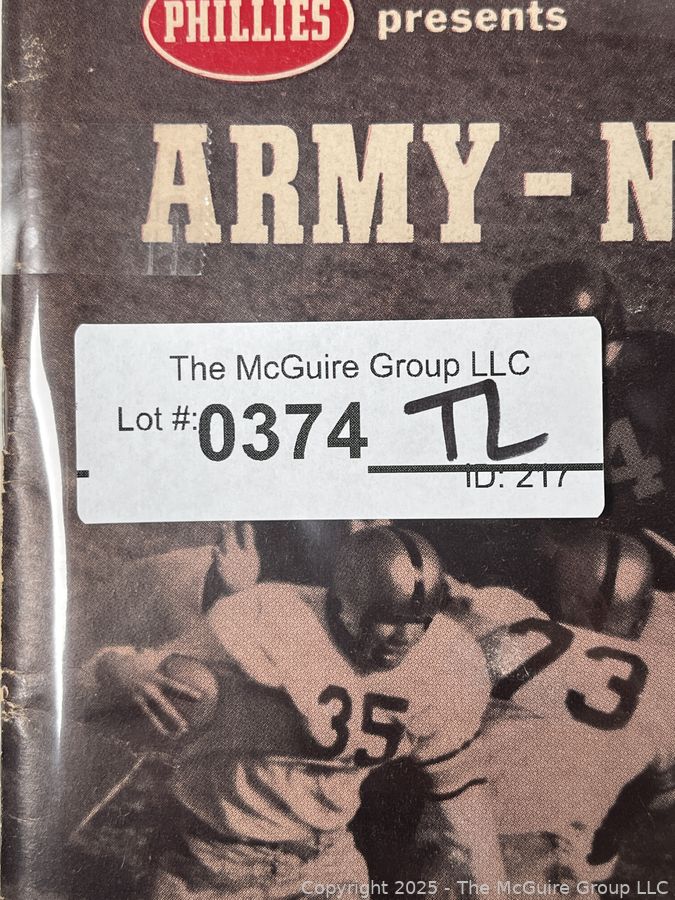 PHILLIES presents
ARMY - N
The McGuire Group LLC
Lot #: 0374 TL
ID: 217
4
35
73
Copyright 2025 - The McGuire Group LLC